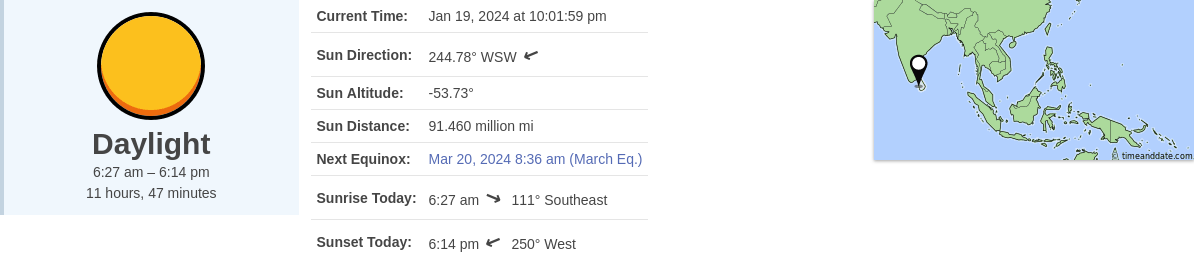 Daylight
6:27 am – 6:14 pm
11 hours, 47 minutes
Current Time: Jan 19, 2024 at 10:01:59 pm
Sun Direction: 244.78° WSW
Sun Altitude: -53.73°
Sun Distance: 91.460 million mi
Next Equinox: Mar 20, 2024 8:36 am (March Eq.)
Sunrise Today: 6:27 am 111° Southeast
Sunset Today: 6:14 pm 250° West
© timeanddate.com